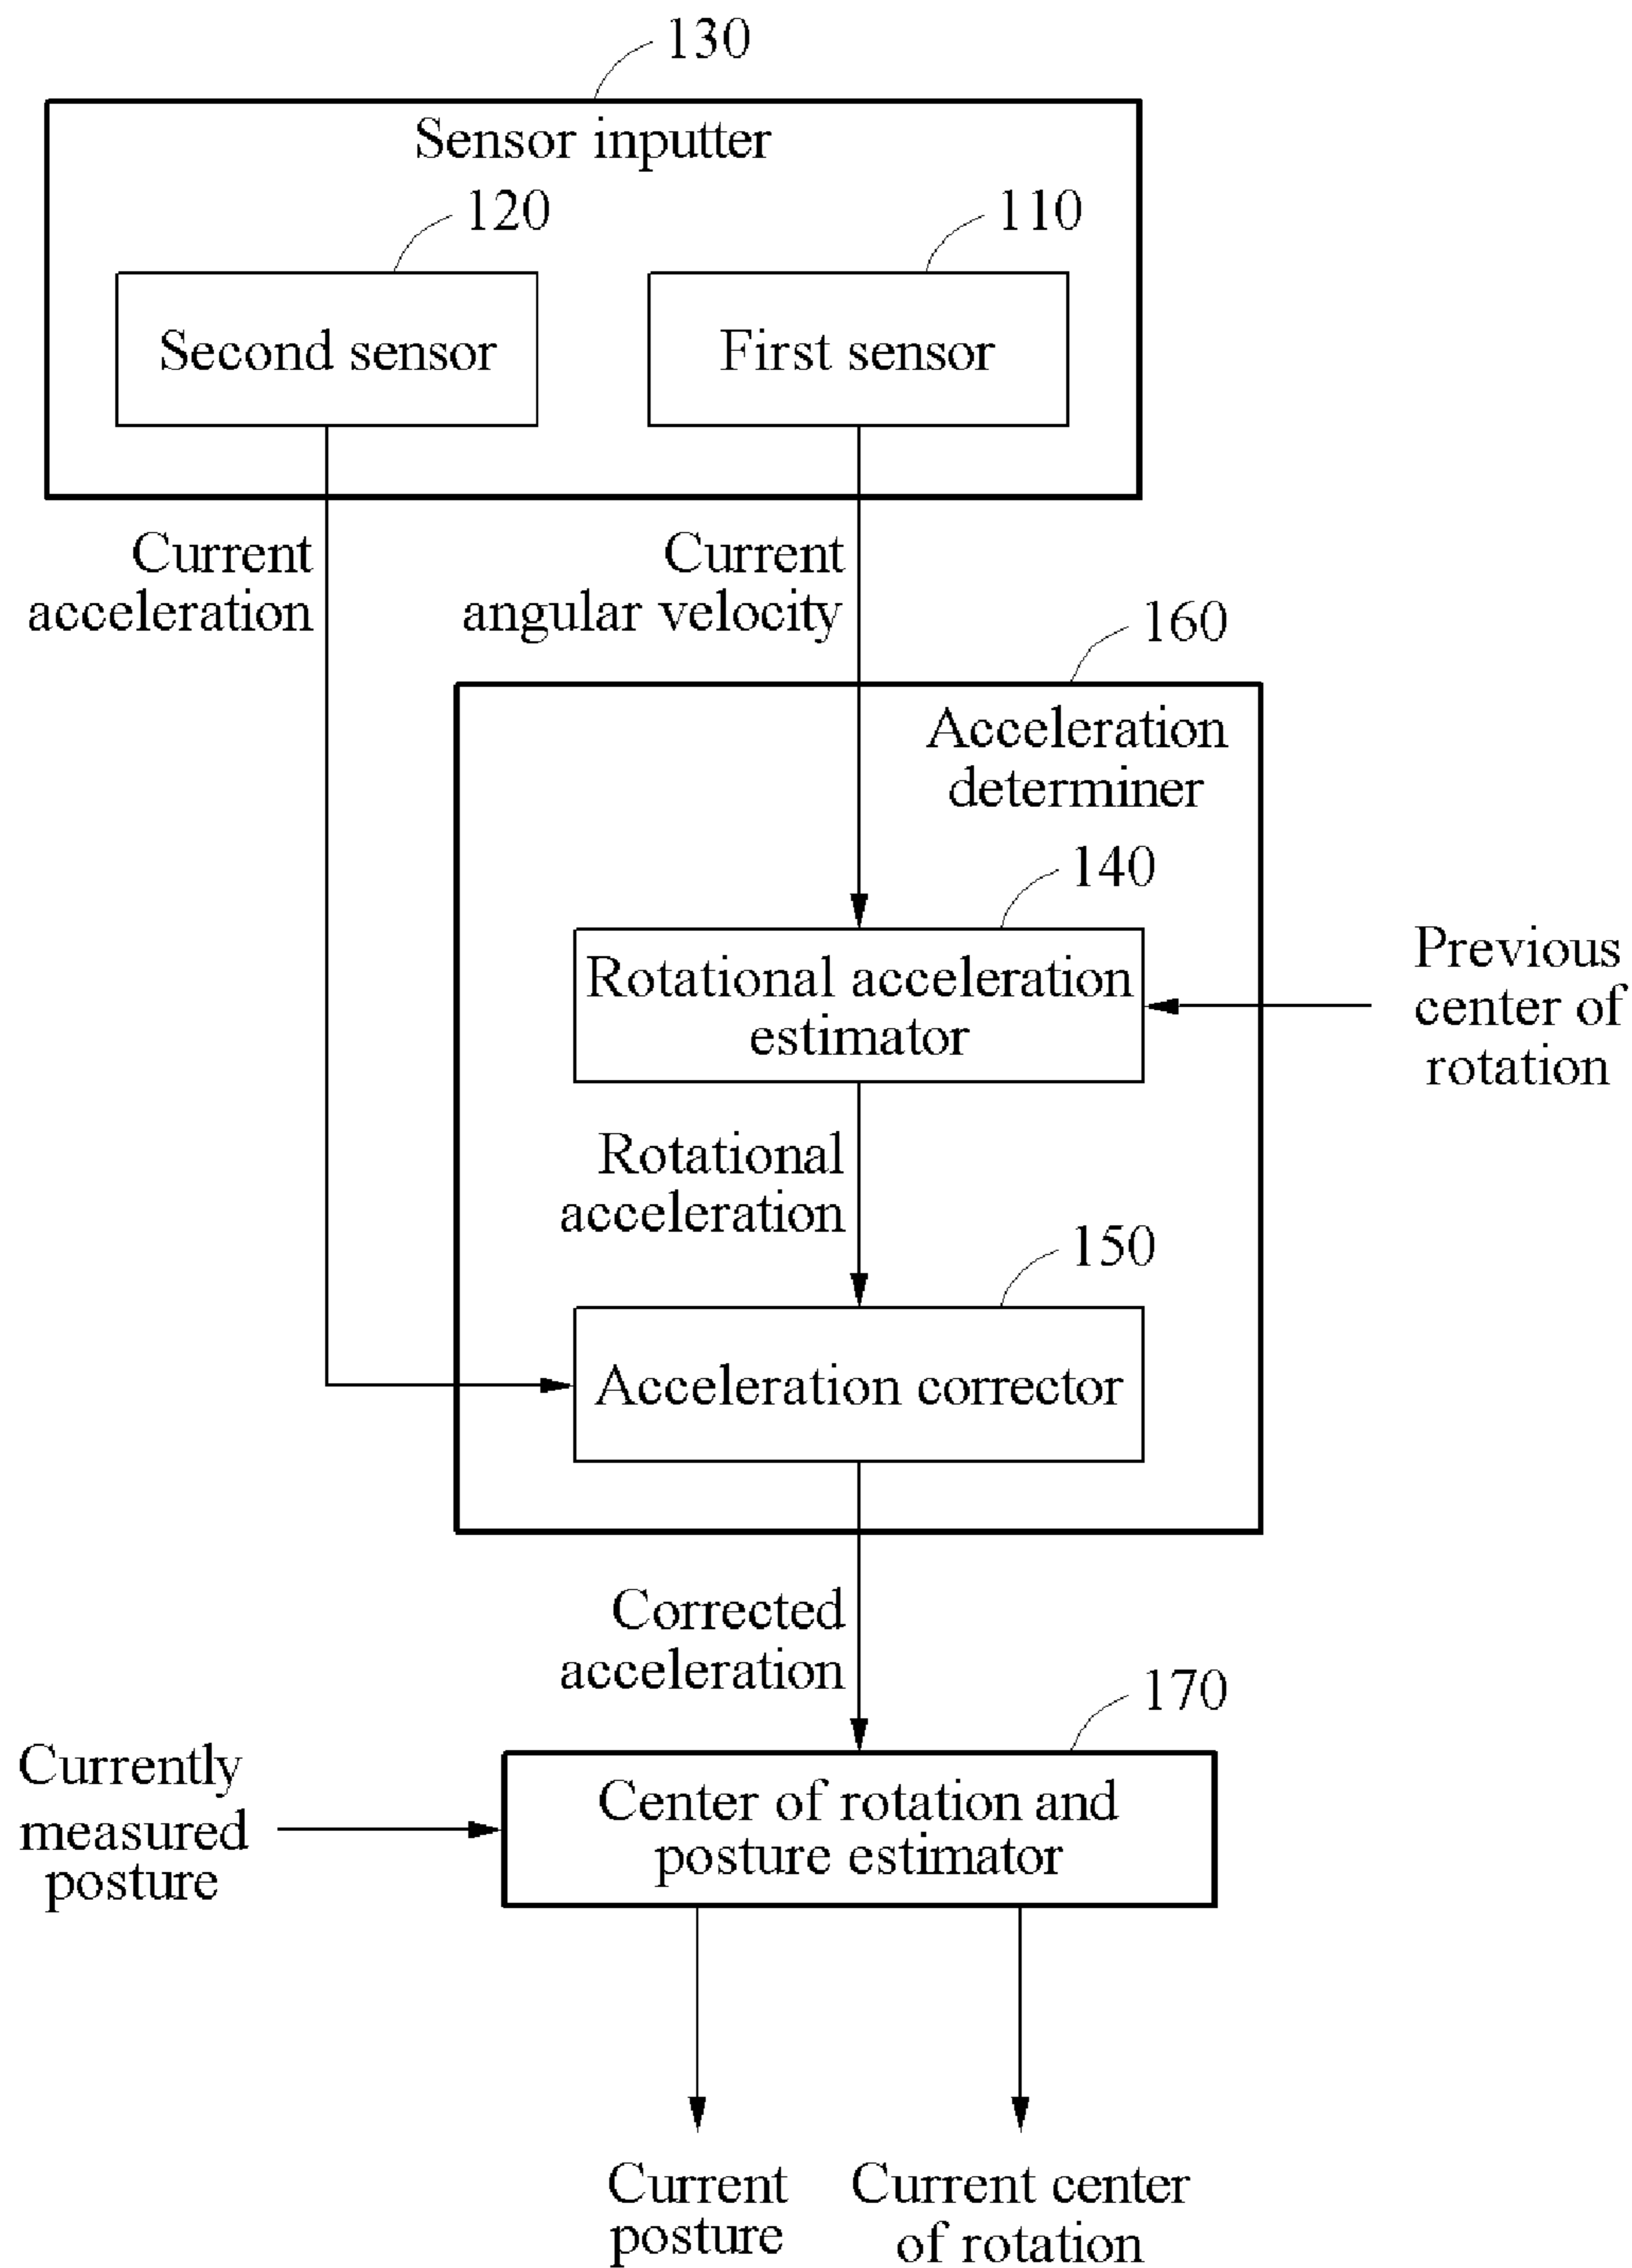 130
Sensor inputter
120
110
Second sensor
First sensor
Current
acceleration
Current
angular velocity
160
Acceleration
determiner
140
Rotational acceleration
estimator
Previous
center of
rotation
Rotational
acceleration
150
Acceleration corrector
Corrected
acceleration
170
Currently
measured
posture
Center of rotation and
posture estimator
Current
posture
Current center
of rotation